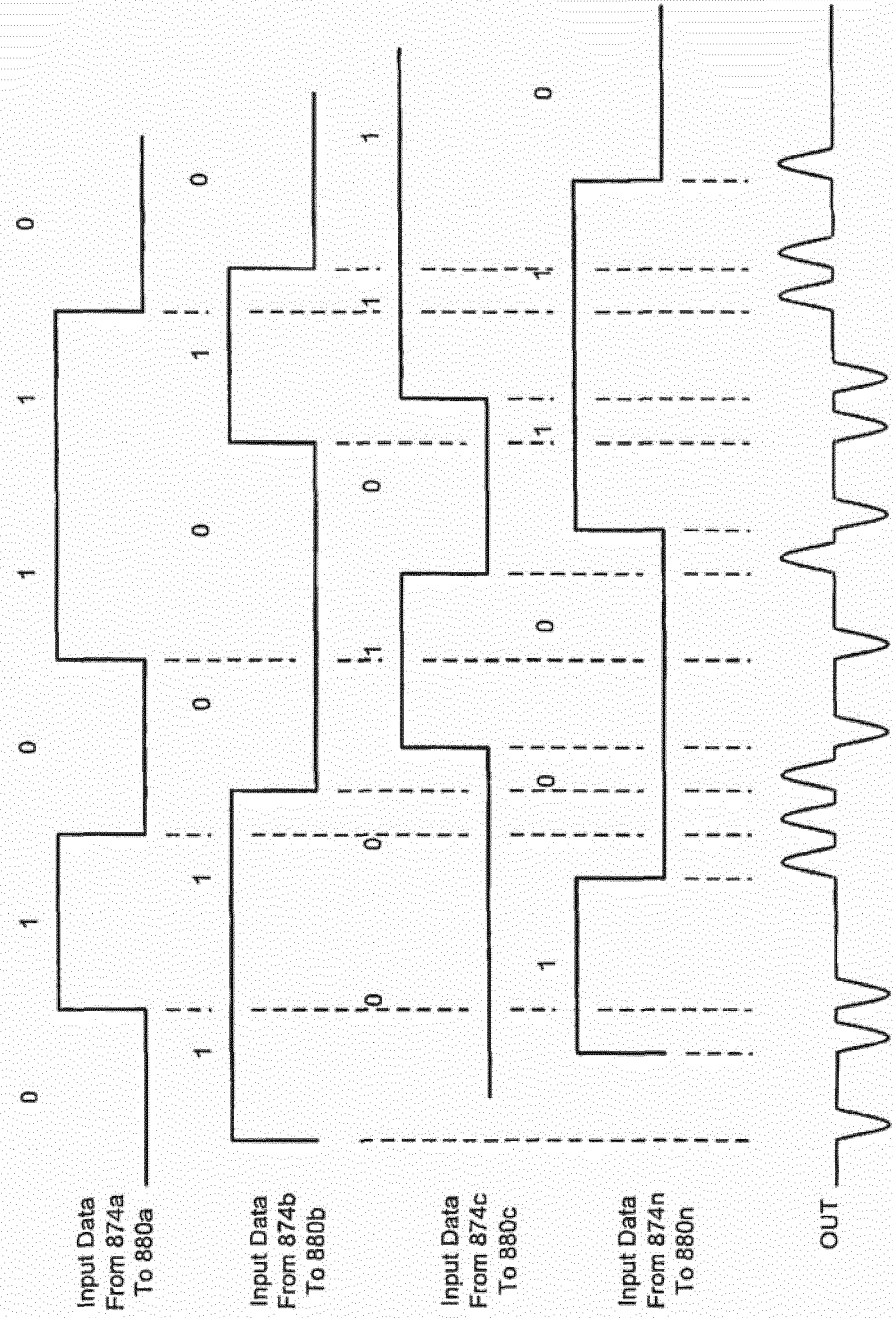 0 1 0 1 1 0
Input Data
From 874a
To 880a
1 1 0 0 1 0
Input Data
From 874b
To 880b
0 0 1 0 1 1
Input Data
From 874c
To 880c
1 0 0 1 1 0
Input Data
From 874n
To 880n
OUT